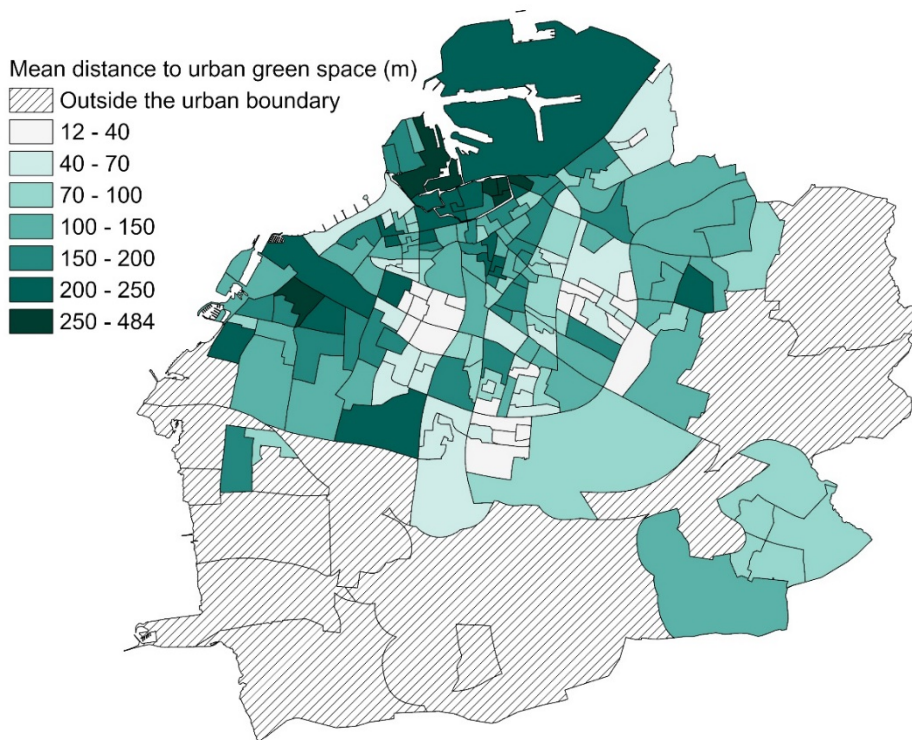 Mean distance to urban green space (m)
Outside the urban boundary
12 - 40
40 - 70
70 - 100
100 - 150
150 - 200
200 - 250
250 - 484